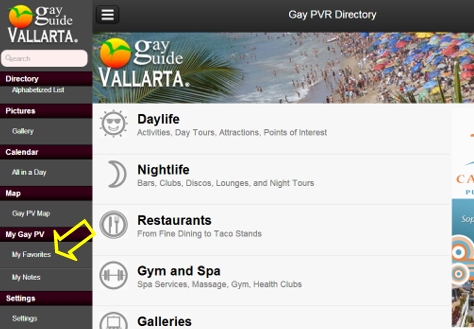 gay
guide
VALLARTA®
Search
Directory
Alphabetized List
Pictures
Gallery
Calendar
All in a Day
Map
Gay PV Map
My Gay PV
My Favorites
My Notes
Settings
Settings
Gay PVR Directory
gay
guide
VALLARTA®
Daylife
Activities, Day Tours, Attractions, Points of Interest
Nightlife
Bars, Clubs, Discos, Lounges, and Night Tours
Restaurants
From Fine Dining to Taco Stands
Gym and Spa
Spa Services, Massage, Gym, Health Clubs
Galleries
CA